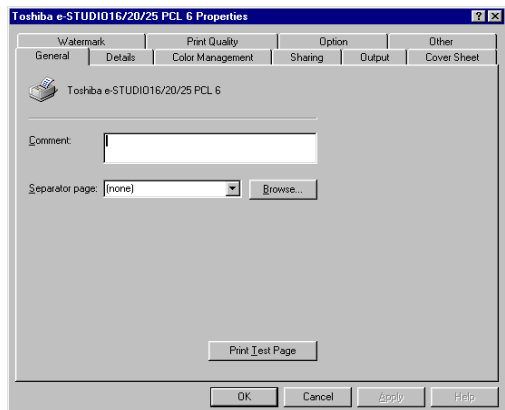 Toshiba e-STUDIO16/20/25 PCL 6 Properties
Watermark Print Quality Option Other
General Details Color Management Sharing Output Cover Sheet
Toshiba e-STUDIO16/20/25 PCL 6
Comment:
Separator page: (none) Browse...
Print Test Page
OK Cancel Apply Help